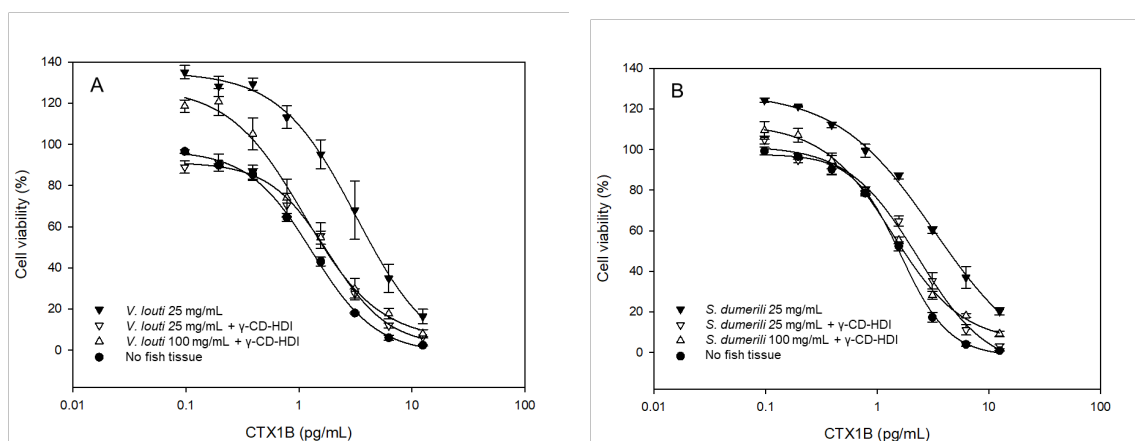 140
120
100
80
60
40
20
0
Cell viability (%)
A
V. louti 25 mg/mL
V. louti 25 mg/mL + γ-CD-HDI
V. louti 100 mg/mL + γ-CD-HDI
No fish tissue
0.01 0.1 1 10 100
CTX1B (pg/mL)
140
120
100
80
60
40
20
0
Cell viability (%)
B
S. dumerili 25 mg/mL
S. dumerili 25 mg/mL + γ-CD-HDI
S. dumerili 100 mg/mL + γ-CD-HDI
No fish tissue
0.01 0.1 1 10 100
CTX1B (pg/mL)